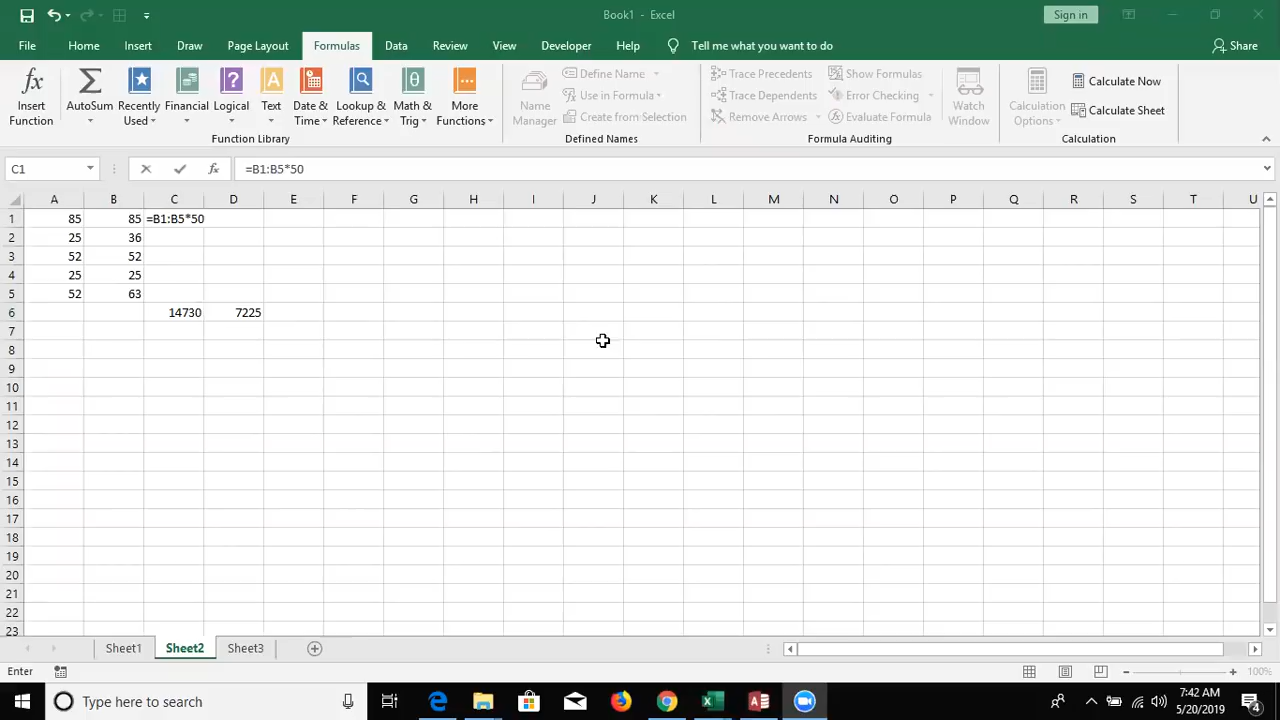 Book1 - Excel
Sign in
File Home Insert Draw Page Layout Formulas Data Review View Developer Help Tell me what you want to do Share
Insert Function
AutoSum
Recently Used
Financial
Logical
Text
Date & Time
Lookup & Reference
Math & Trig
More Functions
Function Library
Name Manager
Define Name
Use in Formula
Create from Selection
Defined Names
Trace Precedents
Trace Dependents
Remove Arrows
Show Formulas
Error Checking
Evaluate Formula
Watch Window
Formula Auditing
Calculation Options
Calculate Now
Calculate Sheet
Calculation
C1 fx =B1:B5*50
A B C D E F G H I J K L M N O P Q R S T U
1 85 85 =B1:B5*50
2 25 36
3 52 52
4 25 25
5 52 63
6 14730 7225
7
8
9
10
11
12
13
14
15
16
17
18
19
20
21
22
23
Sheet1 Sheet2 Sheet3
Enter 100%
Type here to search
7:42 AM
5/20/2019
4